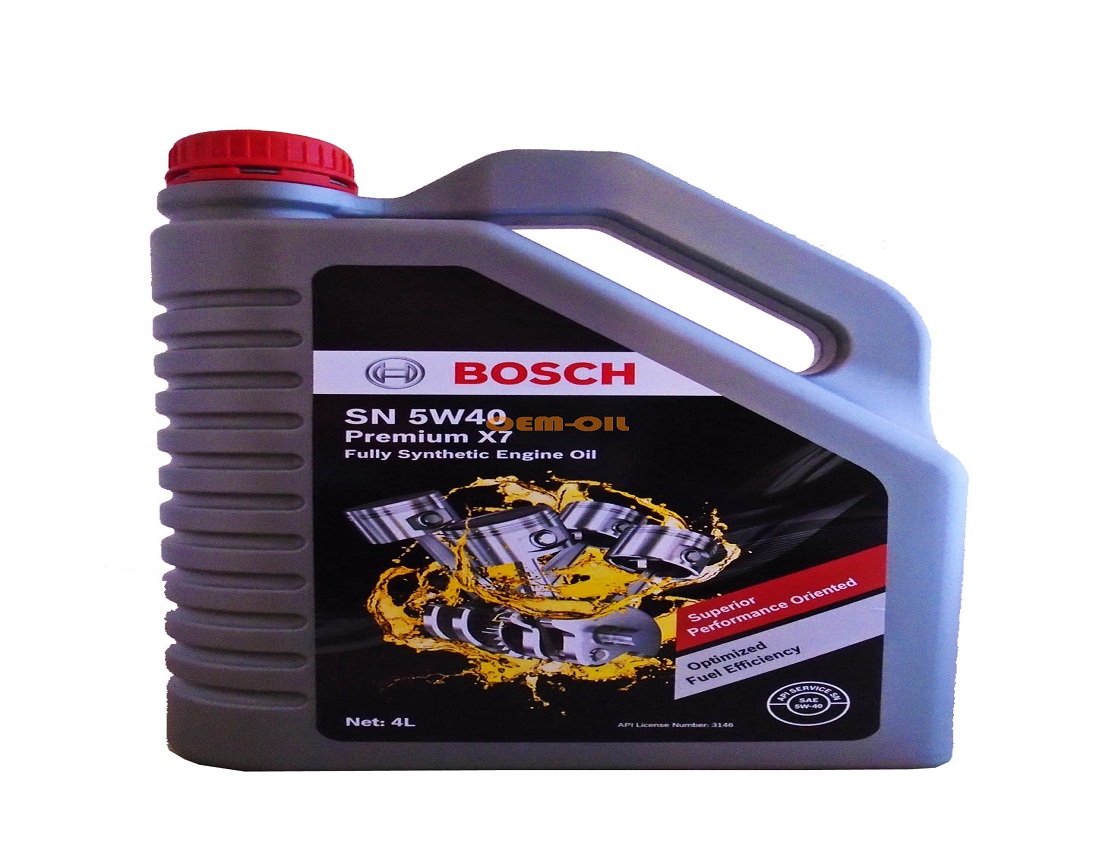 BOSCH
SN 5W40
OEM-OIL
Premium X7
Fully Synthetic Engine Oil
Superior
Performance Oriented
Optimized
Fuel Efficiency
API SERVICE SN
SAE
5W-40
Net: 4L
API License Number: 3146